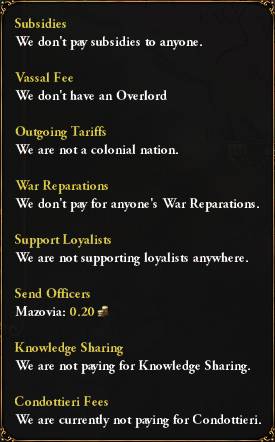 Subsidies
We don't pay subsidies to anyone.
Vassal Fee
We don't have an Overlord
Outgoing Tariffs
We are not a colonial nation.
War Reparations
We don't pay for anyone's War Reparations.
Support Loyalists
We are not supporting loyalists anywhere.
Send Officers
Mazovia: 0.20
Knowledge Sharing
We are not paying for Knowledge Sharing.
Condottieri Fees
We are currently not paying for Condottieri.